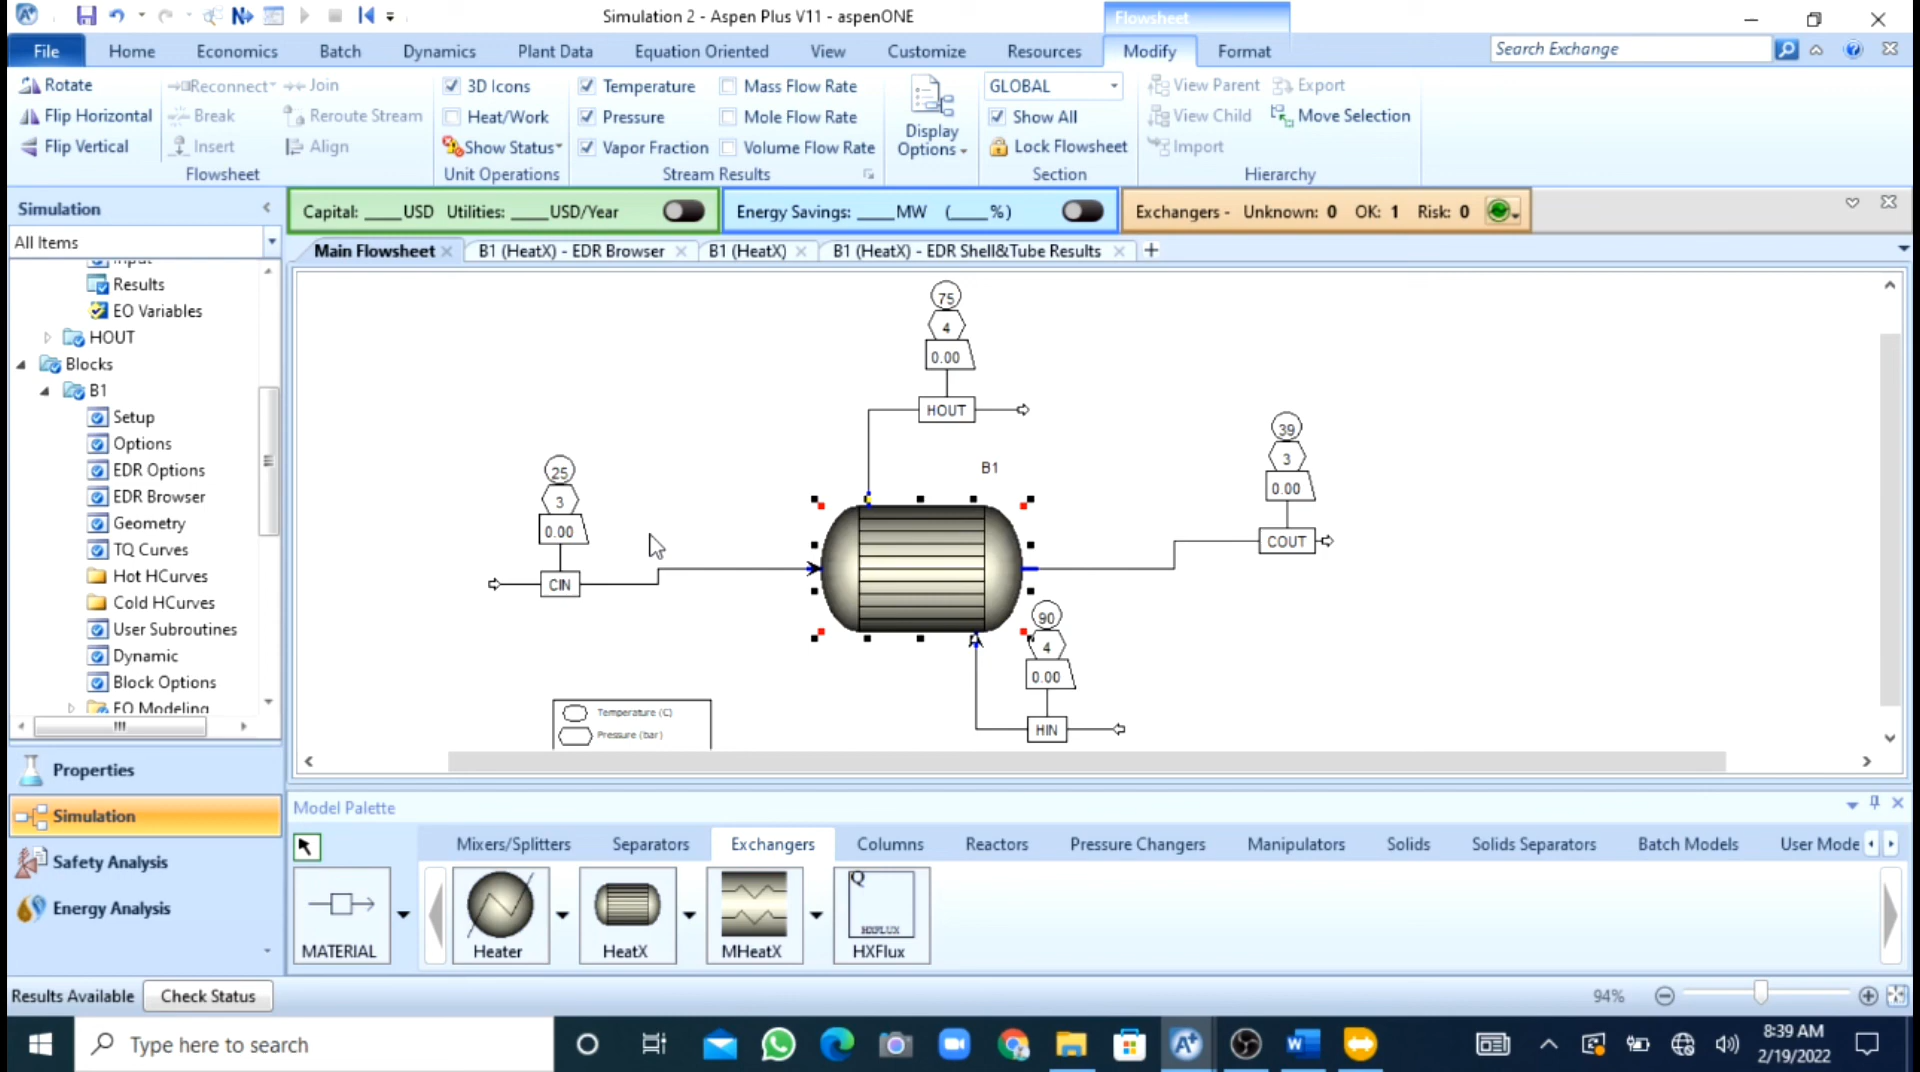 Simulation 2 - Aspen Plus V11 - aspenONE
Flowsheet
File Home Economics Batch Dynamics Plant Data Equation Oriented View Customize Resources Modify Format Search Exchange
Rotate Reconnect Join 3D Icons Temperature Mass Flow Rate GLOBAL View Parent Export
Flip Horizontal Break Reroute Stream Heat/Work Pressure Mole Flow Rate Display Show All View Child Move Selection
Flip Vertical Insert Align Show Status Vapor Fraction Volume Flow Rate Options Lock Flowsheet Import
Flowsheet Unit Operations Stream Results Section Hierarchy
Simulation
Capital: ____USD Utilities: ____USD/Year Energy Savings: ____MW (____%) Exchangers - Unknown: 0 OK: 1 Risk: 0
All Items
Main Flowsheet B1 (HeatX) - EDR Browser B1 (HeatX) B1 (HeatX) - EDR Shell&Tube Results
Input
Results
EO Variables
HOUT
Blocks
B1
Setup
Options
EDR Options
EDR Browser
Geometry
TQ Curves
Hot HCurves
Cold HCurves
User Subroutines
Dynamic
Block Options
EO Modeling
75
4
0.00
HOUT
B1
39
3
0.00
COUT
25
3
0.00
CIN
90
4
0.00
HIN
Temperature (C)
Pressure (bar)
Properties
Simulation
Safety Analysis
Energy Analysis
Model Palette
Mixers/Splitters Separators Exchangers Columns Reactors Pressure Changers Manipulators Solids Solids Separators Batch Models User Mode
MATERIAL Heater HeatX MHeatX Q HXFLUX HXFlux
Results Available Check Status 94%
Type here to search
8:39 AM
2/19/2022